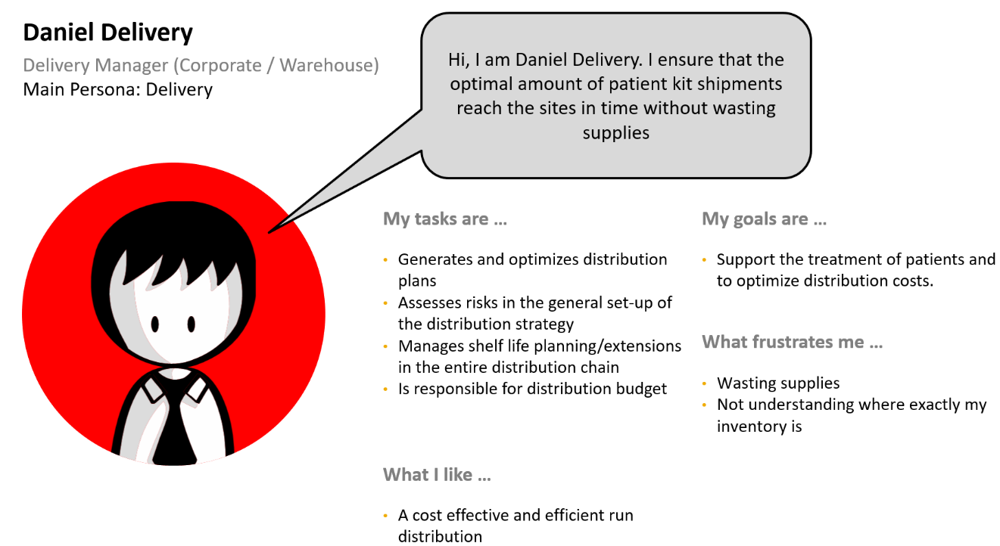 Daniel Delivery
Delivery Manager (Corporate / Warehouse)
Main Persona: Delivery
Hi, I am Daniel Delivery. I ensure that the
optimal amount of patient kit shipments
reach the sites in time without wasting
supplies
My tasks are ...
• Generates and optimizes distribution
plans
• Assesses risks in the general set-up of
the distribution strategy
• Manages shelf life planning/extensions
in the entire distribution chain
• Is responsible for distribution budget
My goals are ...
• Support the treatment of patients and
to optimize distribution costs.
What frustrates me ...
• Wasting supplies
• Not understanding where exactly my
inventory is
What I like ...
• A cost effective and efficient run
distribution